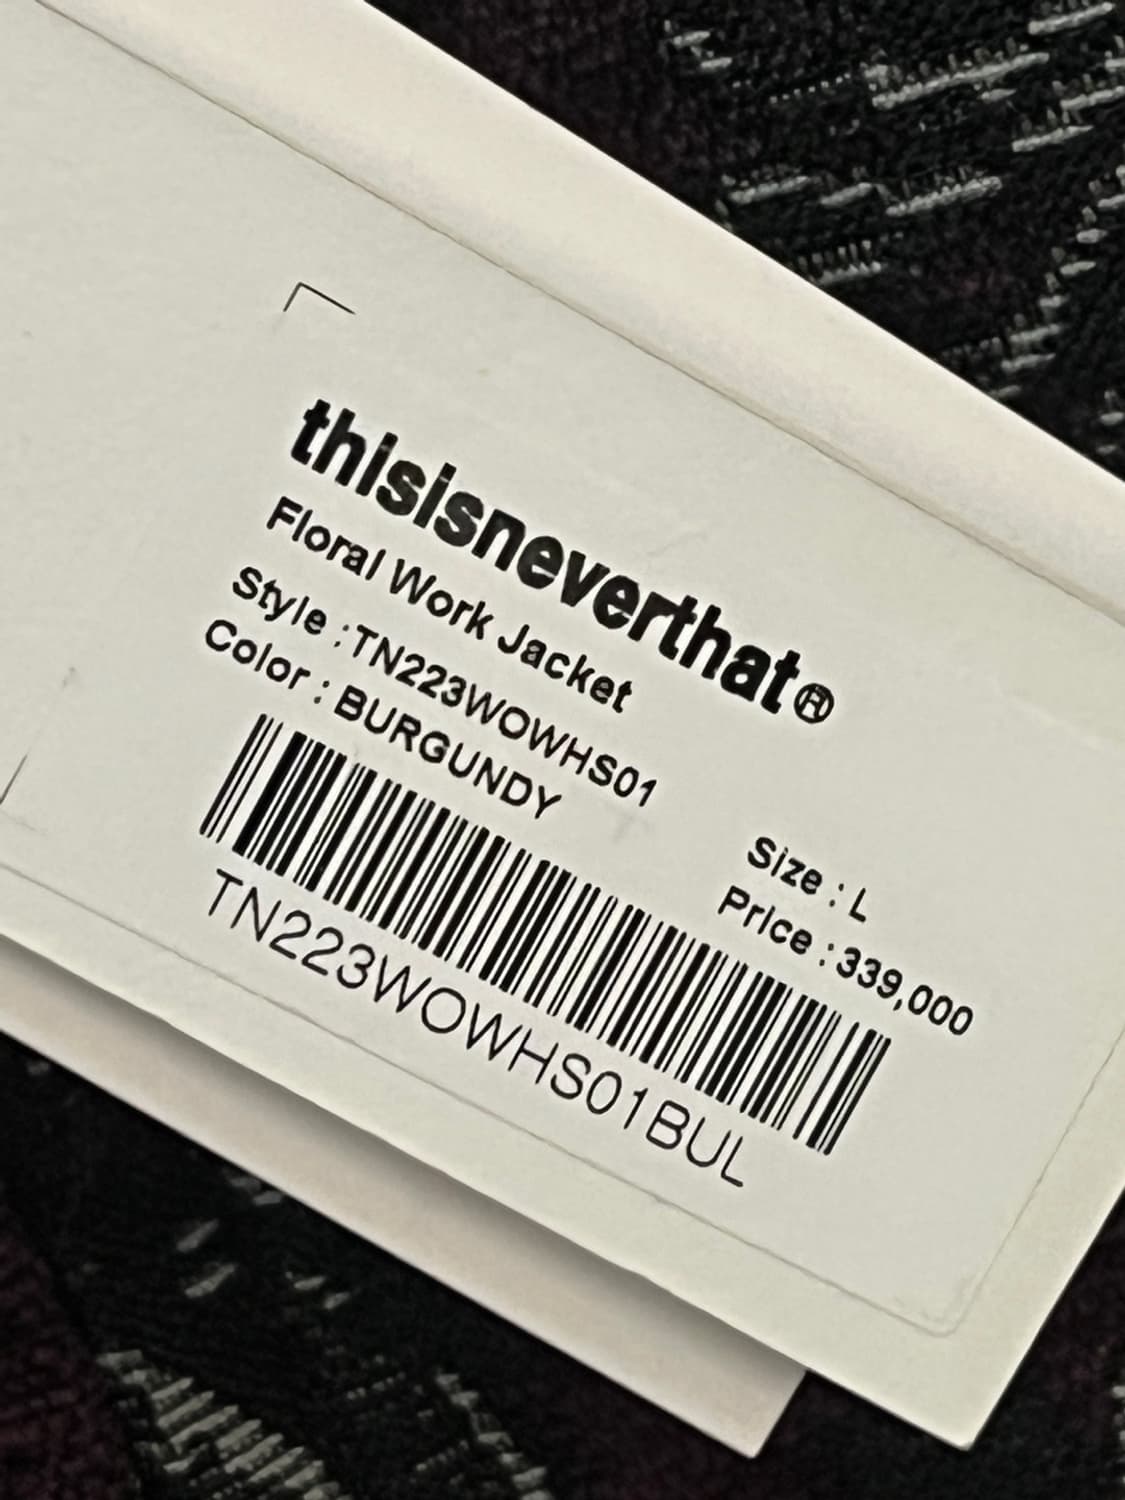 thisisneverthat®
Floral Work Jacket
Style : TN223WOWHS01
Color : BURGUNDY
Size : L
Price : 339,000
TN223WOWHS01BUL